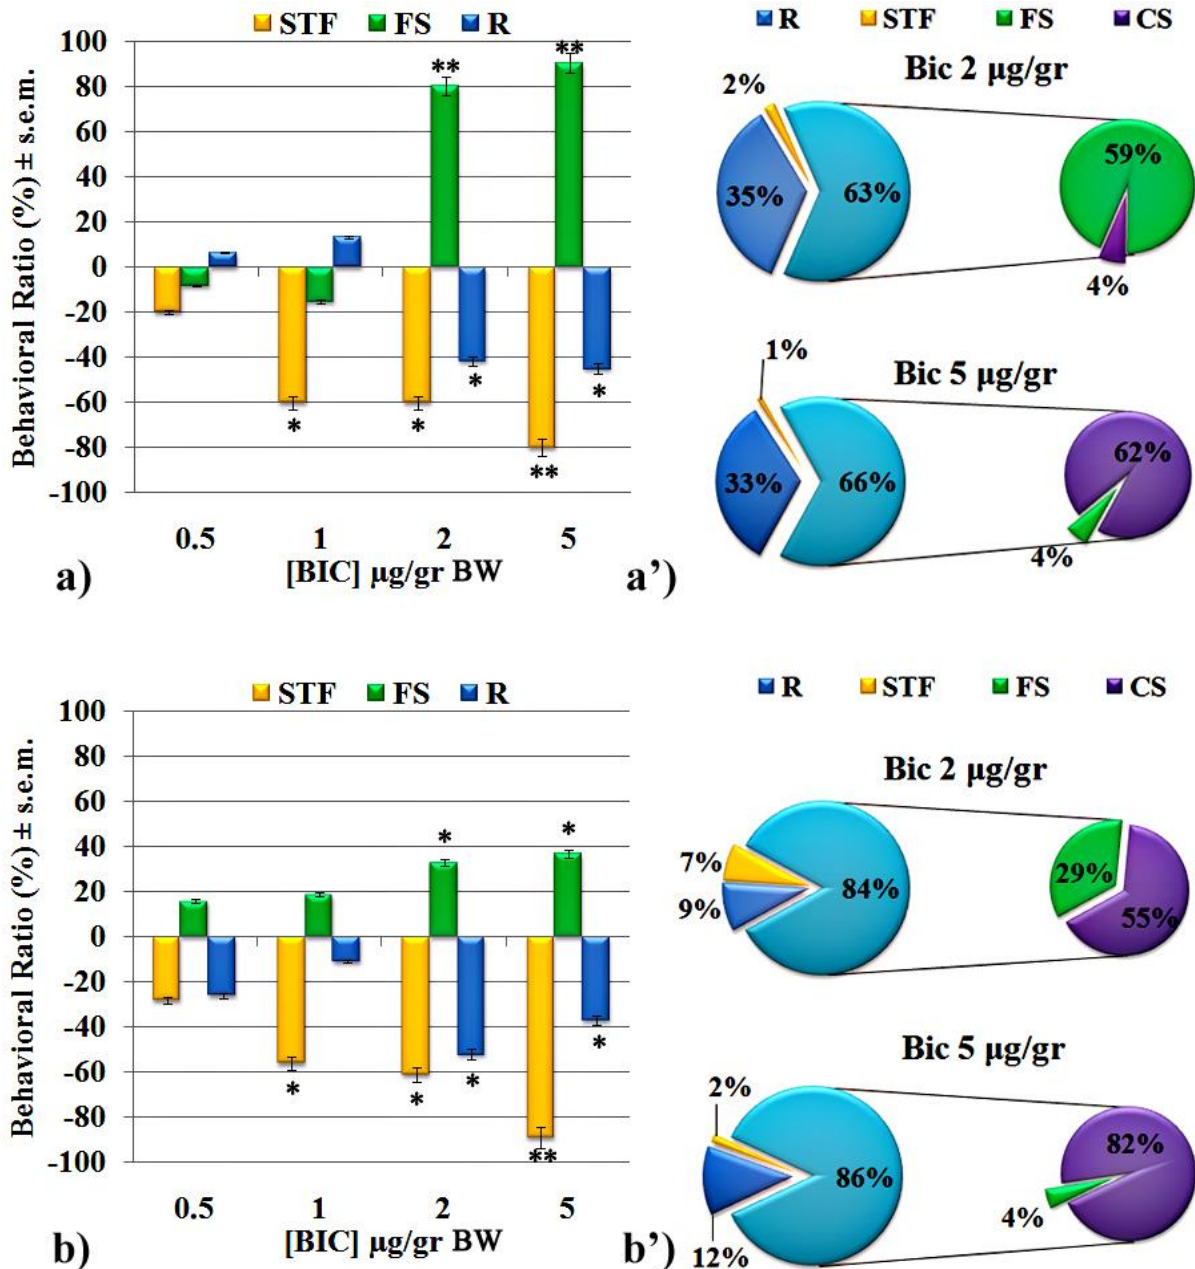 a)
STF FS R
Behavioral Ratio (%) ± s.e.m.
100
80
60
40
20
0
-20
-40
-60
-80
-100
** **
* * * * **
0.5 1 2 5
[BIC] µg/gr BW
a’)
R STF FS CS
Bic 2 µg/gr
2%
35% 63% 59%
4%
Bic 5 µg/gr
1%
33% 66% 62%
4%
b)
STF FS R
Behavioral Ratio (%) ± s.e.m.
100
80
60
40
20
0
-20
-40
-60
-80
-100
* *
* * * * **
0.5 1 2 5
[BIC] µg/gr BW
b’)
R STF FS CS
Bic 2 µg/gr
7%
9% 84% 29% 55%
Bic 5 µg/gr
2%
12% 86% 82%
4%